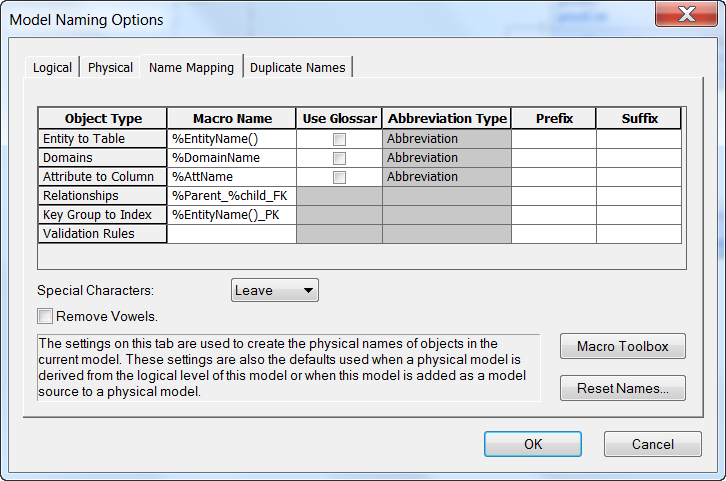 Model Naming Options
Logical Physical Name Mapping Duplicate Names
Object Type Macro Name Use Glossar Abbreviation Type Prefix Suffix
Entity to Table %EntityName() Abbreviation
Domains %DomainName Abbreviation
Attribute to Column %AttName Abbreviation
Relationships %Parent_%child_FK
Key Group to Index %EntityName()_PK
Validation Rules
Special Characters: Leave
Remove Vowels.
The settings on this tab are used to create the physical names of objects in the
current model. These settings are also the defaults used when a physical model is
derived from the logical level of this model or when this model is added as a model
source to a physical model.
Macro Toolbox
Reset Names...
OK Cancel